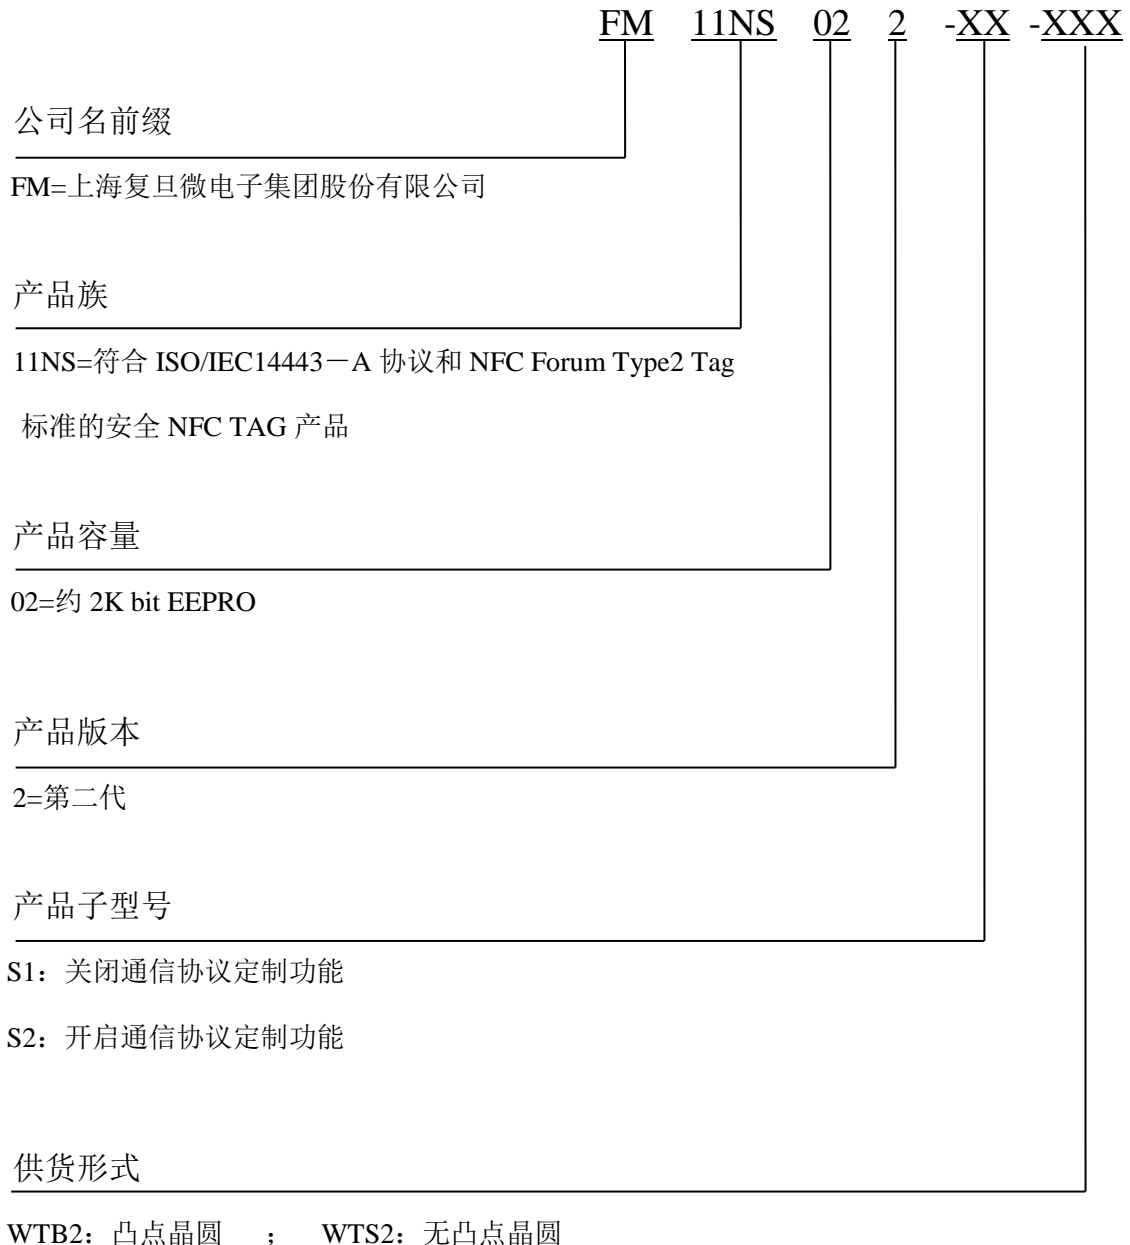 FM 11NS 02 2 -XX -XXX
公司名前缀
FM=上海复旦微电子集团股份有限公司
产品族
11NS=符合 ISO/IEC14443－A 协议和 NFC Forum Type2 Tag
标准的安全 NFC TAG 产品
产品容量
02=约 2K bit EEPRO
产品版本
2=第二代
产品子型号
S1：关闭通信协议定制功能
S2：开启通信协议定制功能
供货形式
WTB2：凸点晶圆 ； WTS2：无凸点晶圆